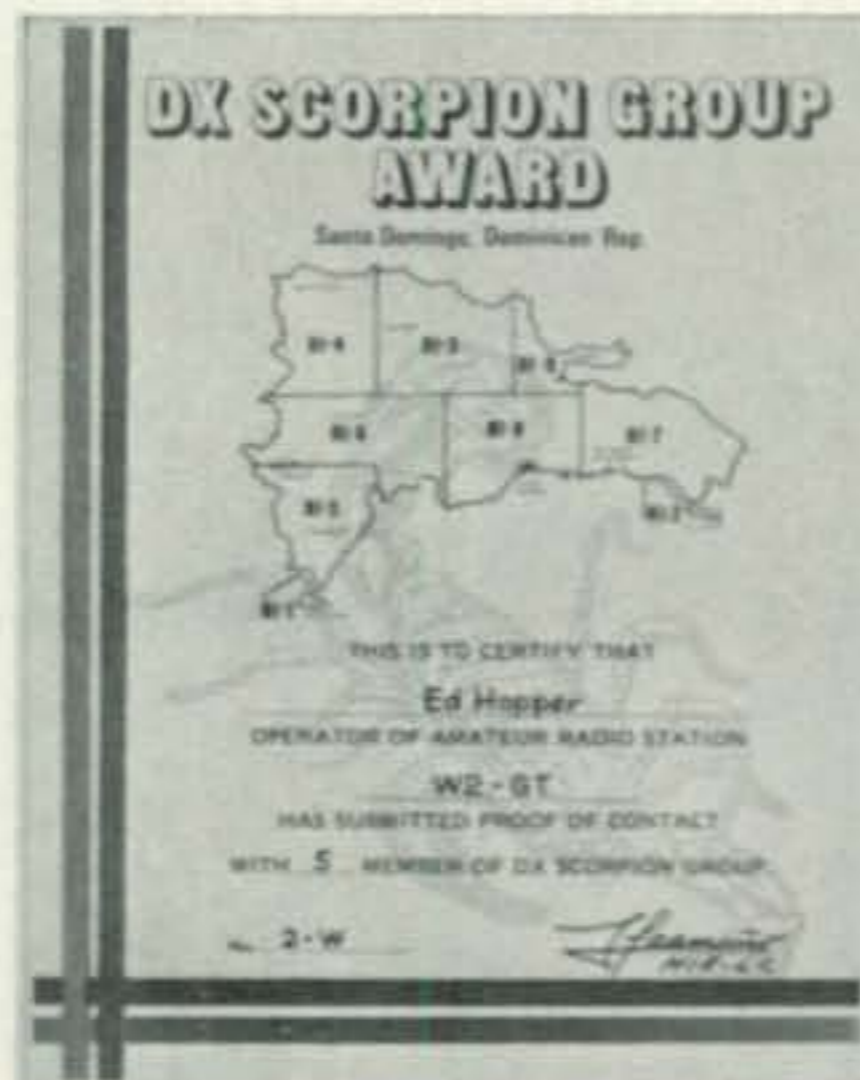 DX SCORPION GROUP
AWARD
Santo Domingo, Dominican Rep.
THIS IS TO CERTIFY THAT
Ed Hopper
OPERATOR OF AMATEUR RADIO STATION
W2-GT
HAS SUBMITTED PROOF OF CONTACT
WITH 5 MEMBER OF DX SCORPION GROUP
No. 2-W